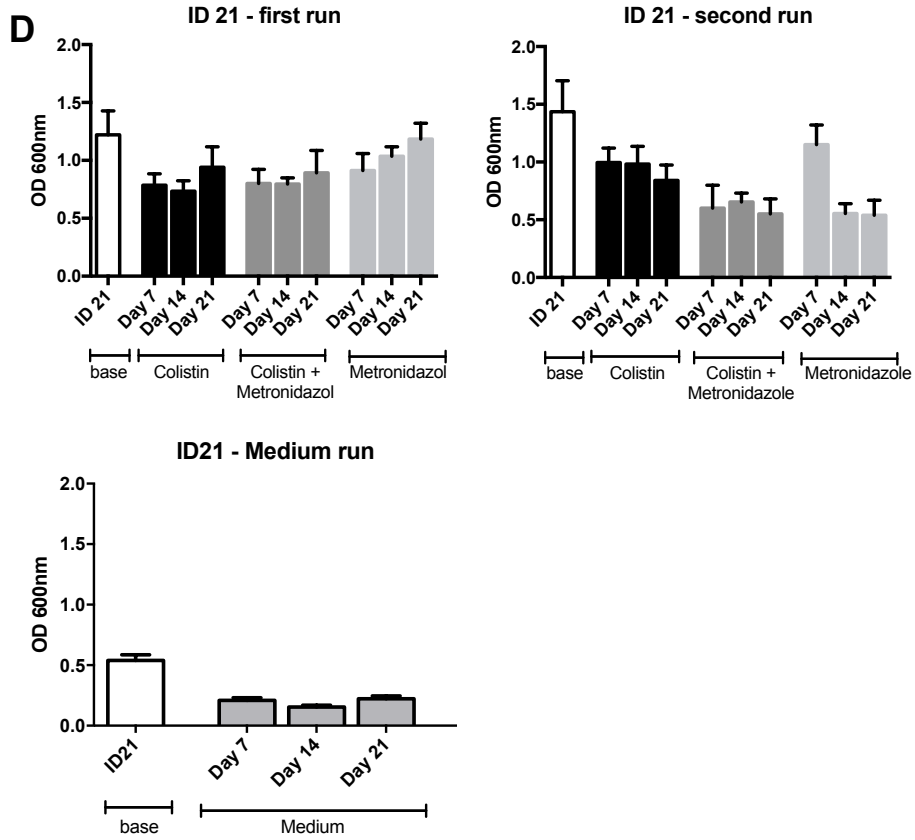 D
ID 21 - first run
2.0
1.5
1.0
0.5
0.0
OD 600nm
ID 21
Day 7
Day 14
Day 21
Day 7
Day 14
Day 21
Day 7
Day 14
Day 21
base
Colistin
Colistin +
Metronidazol
Metronidazol
ID 21 - second run
2.0
1.5
1.0
0.5
0.0
OD 600nm
ID 21
Day 7
Day 14
Day 21
Day 7
Day 14
Day 21
Day 7
Day 14
Day 21
base
Colistin
Colistin +
Metronidazole
Metronidazole
ID21 - Medium run
2.0
1.5
1.0
0.5
0.0
OD 600nm
ID21
Day 7
Day 14
Day 21
base
Medium